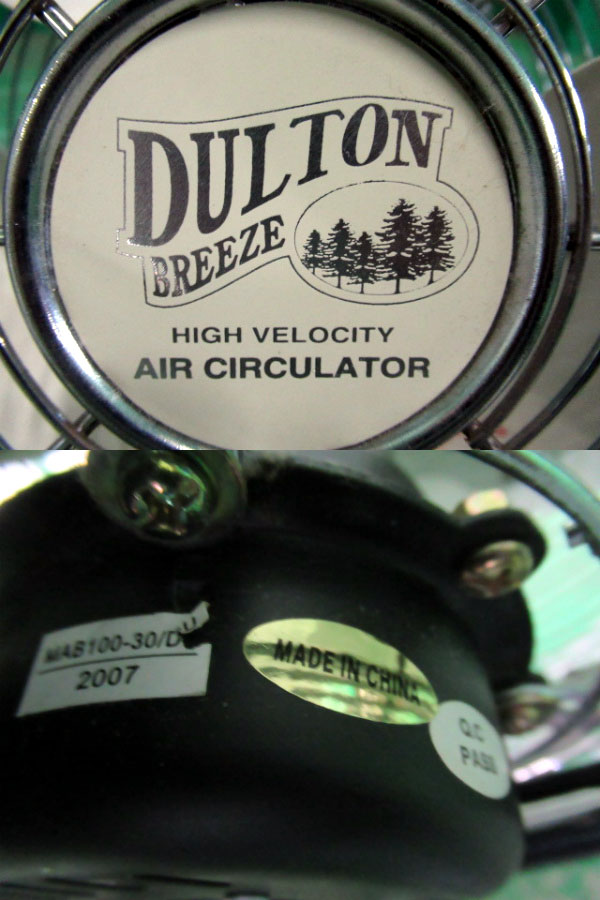 DULTON
BREEZE
HIGH VELOCITY
AIR CIRCULATOR
2007
MADE IN CHINA
Q.C
PASS